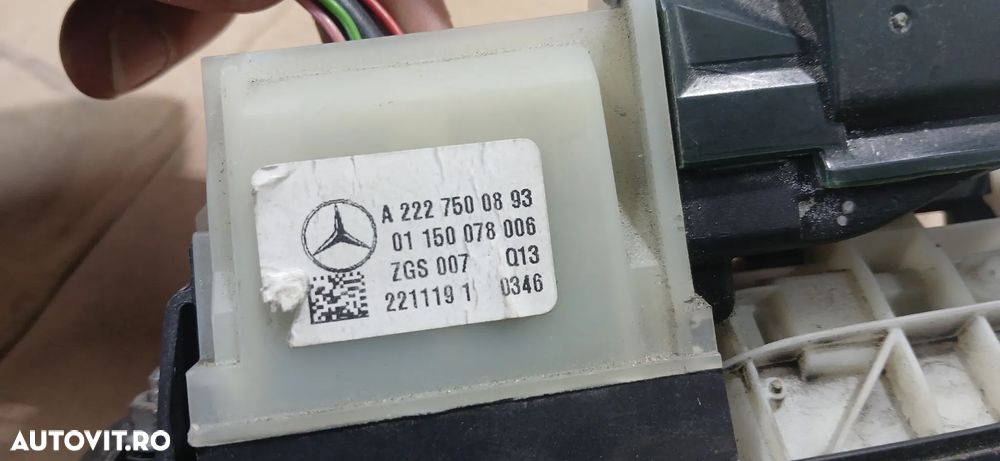 A 222 750 08 93
01 150 078 006
ZGS 007 Q13
221119 1 0346
AUTOVIT.RO